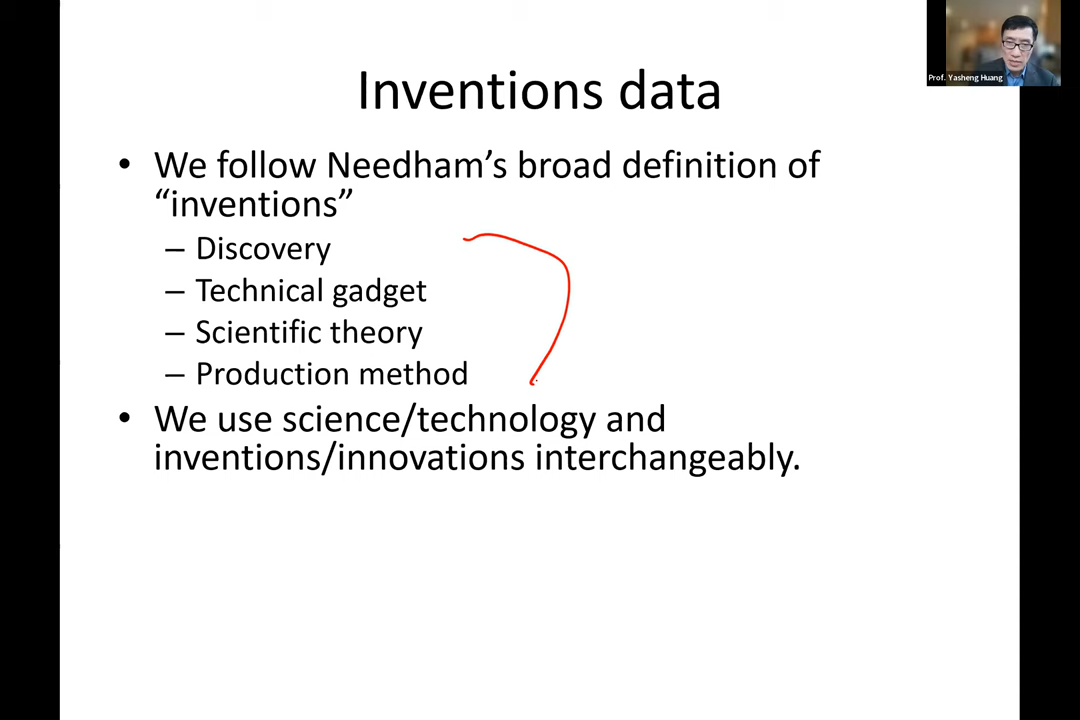 Prof. Yasheng Huang
Inventions data
• We follow Needham’s broad definition of
“inventions”
– Discovery
– Technical gadget
– Scientific theory
– Production method
• We use science/technology and
inventions/innovations interchangeably.